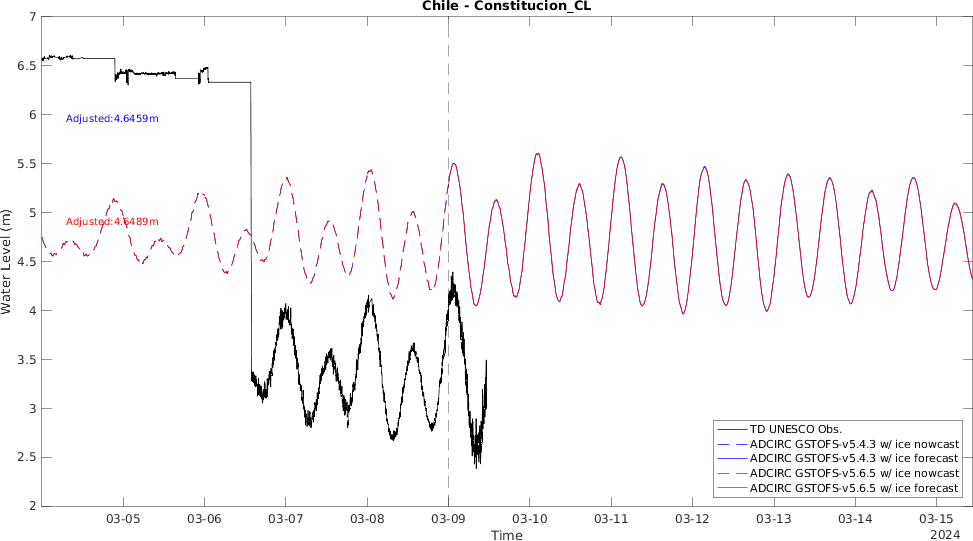 Chile - Constitucion_CL
7
6.5
6
5.5
5
4.5
4
3.5
3
2.5
2
Water Level (m)
Adjusted:4.6459m
Adjusted:4.6489m
TD UNESCO Obs.
ADCIRC GSTOFS-v5.4.3 w/ ice nowcast
ADCIRC GSTOFS-v5.4.3 w/ ice forecast
ADCIRC GSTOFS-v5.6.5 w/ ice nowcast
ADCIRC GSTOFS-v5.6.5 w/ ice forecast
03-05 03-06 03-07 03-08 03-09 03-10 03-11 03-12 03-13 03-14 03-15
Time
2024